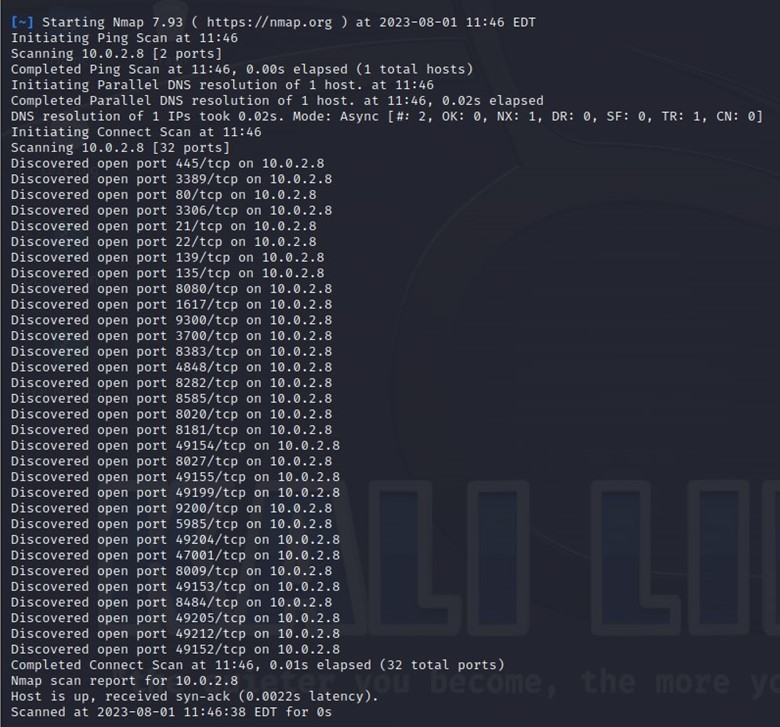 [~] Starting Nmap 7.93 ( https://nmap.org ) at 2023-08-01 11:46 EDT
Initiating Ping Scan at 11:46
Scanning 10.0.2.8 [2 ports]
Completed Ping Scan at 11:46, 0.00s elapsed (1 total hosts)
Initiating Parallel DNS resolution of 1 host. at 11:46
Completed Parallel DNS resolution of 1 host. at 11:46, 0.02s elapsed
DNS resolution of 1 IPs took 0.02s. Mode: Async [#: 2, OK: 0, NX: 1, DR: 0, SF: 0, TR: 1, CN: 0]
Initiating Connect Scan at 11:46
Scanning 10.0.2.8 [32 ports]
Discovered open port 445/tcp on 10.0.2.8
Discovered open port 3389/tcp on 10.0.2.8
Discovered open port 80/tcp on 10.0.2.8
Discovered open port 3306/tcp on 10.0.2.8
Discovered open port 21/tcp on 10.0.2.8
Discovered open port 22/tcp on 10.0.2.8
Discovered open port 139/tcp on 10.0.2.8
Discovered open port 135/tcp on 10.0.2.8
Discovered open port 8080/tcp on 10.0.2.8
Discovered open port 1617/tcp on 10.0.2.8
Discovered open port 9300/tcp on 10.0.2.8
Discovered open port 3700/tcp on 10.0.2.8
Discovered open port 8383/tcp on 10.0.2.8
Discovered open port 4848/tcp on 10.0.2.8
Discovered open port 8282/tcp on 10.0.2.8
Discovered open port 8585/tcp on 10.0.2.8
Discovered open port 8020/tcp on 10.0.2.8
Discovered open port 8181/tcp on 10.0.2.8
Discovered open port 49154/tcp on 10.0.2.8
Discovered open port 8027/tcp on 10.0.2.8
Discovered open port 49155/tcp on 10.0.2.8
Discovered open port 49199/tcp on 10.0.2.8
Discovered open port 9200/tcp on 10.0.2.8
Discovered open port 5985/tcp on 10.0.2.8
Discovered open port 49204/tcp on 10.0.2.8
Discovered open port 47001/tcp on 10.0.2.8
Discovered open port 8009/tcp on 10.0.2.8
Discovered open port 49153/tcp on 10.0.2.8
Discovered open port 8484/tcp on 10.0.2.8
Discovered open port 49205/tcp on 10.0.2.8
Discovered open port 49212/tcp on 10.0.2.8
Discovered open port 49152/tcp on 10.0.2.8
Completed Connect Scan at 11:46, 0.01s elapsed (32 total ports)
Nmap scan report for 10.0.2.8
Host is up, received Syn-ack (0.0022s latency).
Scanned at 2023-08-01 11:46:38 EDT for 0s
ALI LI
you become, the more yo